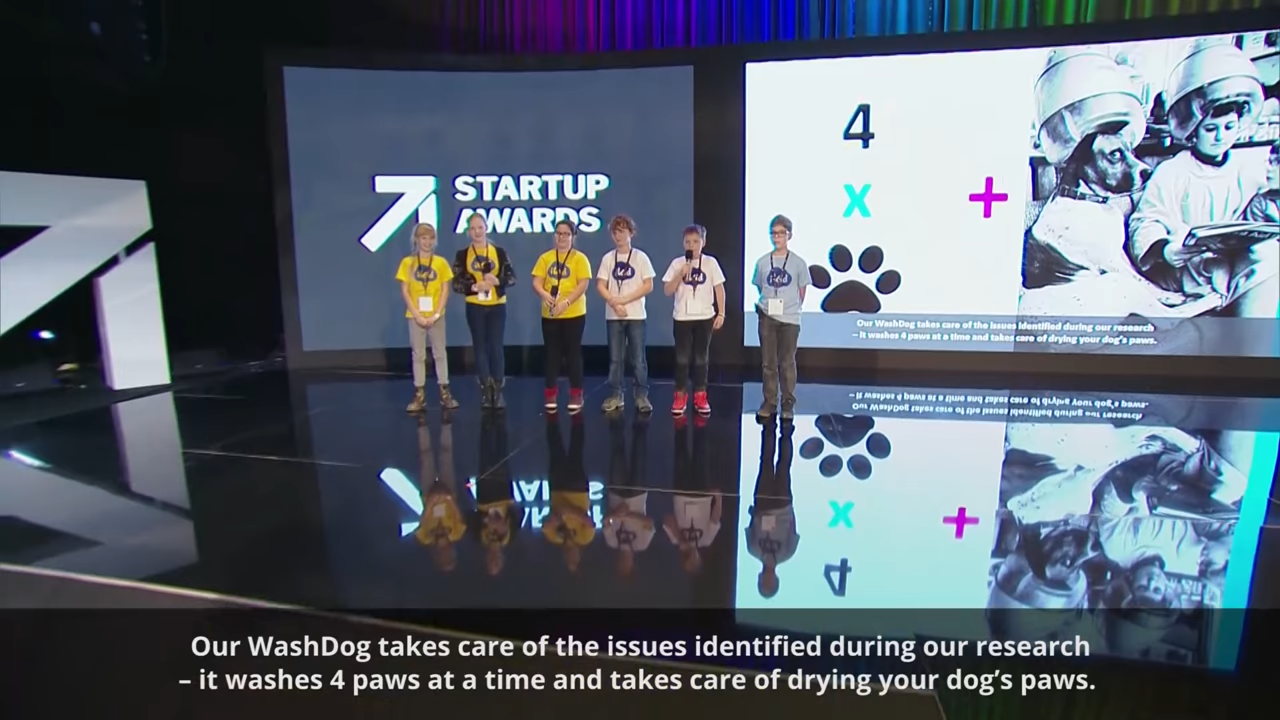 STARTUP
AWARDS
4
x
+
Our WashDog takes care of the issues identified during our research
– it washes 4 paws at a time and takes care of drying your dog's paws.
Our WashDog takes care of the issues identified during our research
– it washes 4 paws at a time and takes care of drying your dog's paws.